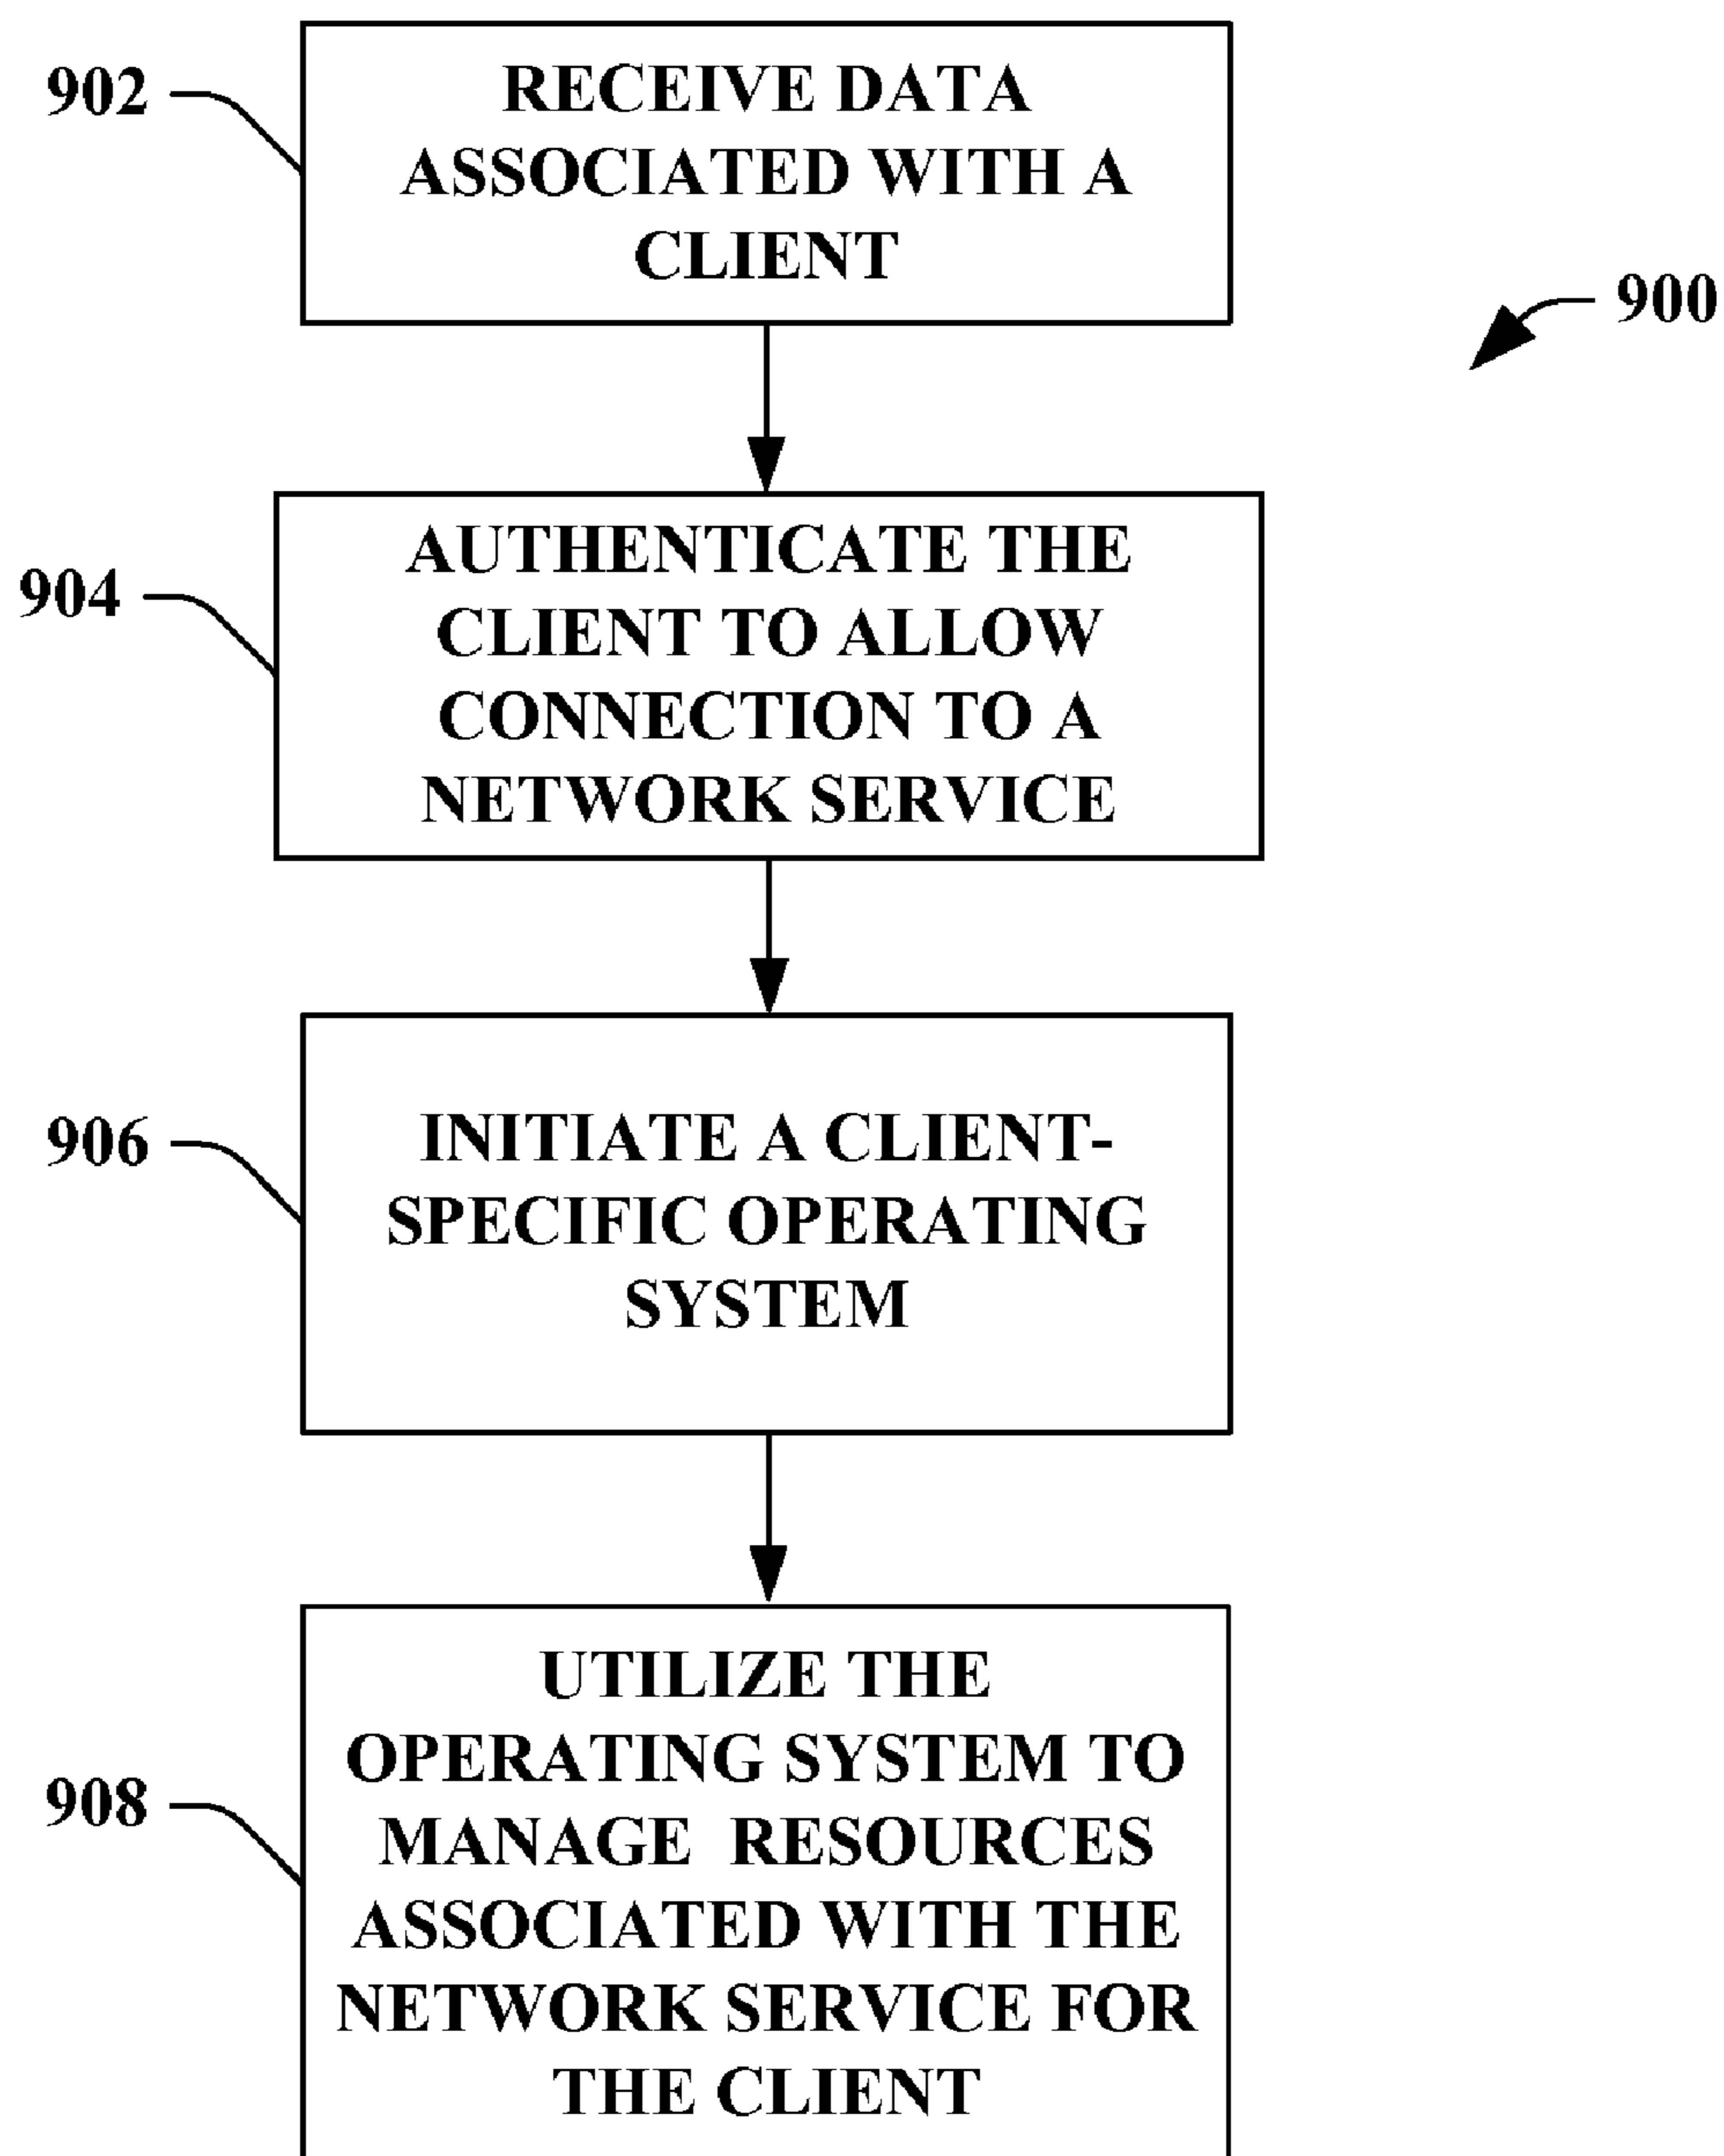 902
RECEIVE DATA
ASSOCIATED WITH A
CLIENT
900
904
AUTHENTICATE THE
CLIENT TO ALLOW
CONNECTION TO A
NETWORK SERVICE
906
INITIATE A CLIENT-
SPECIFIC OPERATING
SYSTEM
908
UTILIZE THE
OPERATING SYSTEM TO
MANAGE RESOURCES
ASSOCIATED WITH THE
NETWORK SERVICE FOR
THE CLIENT